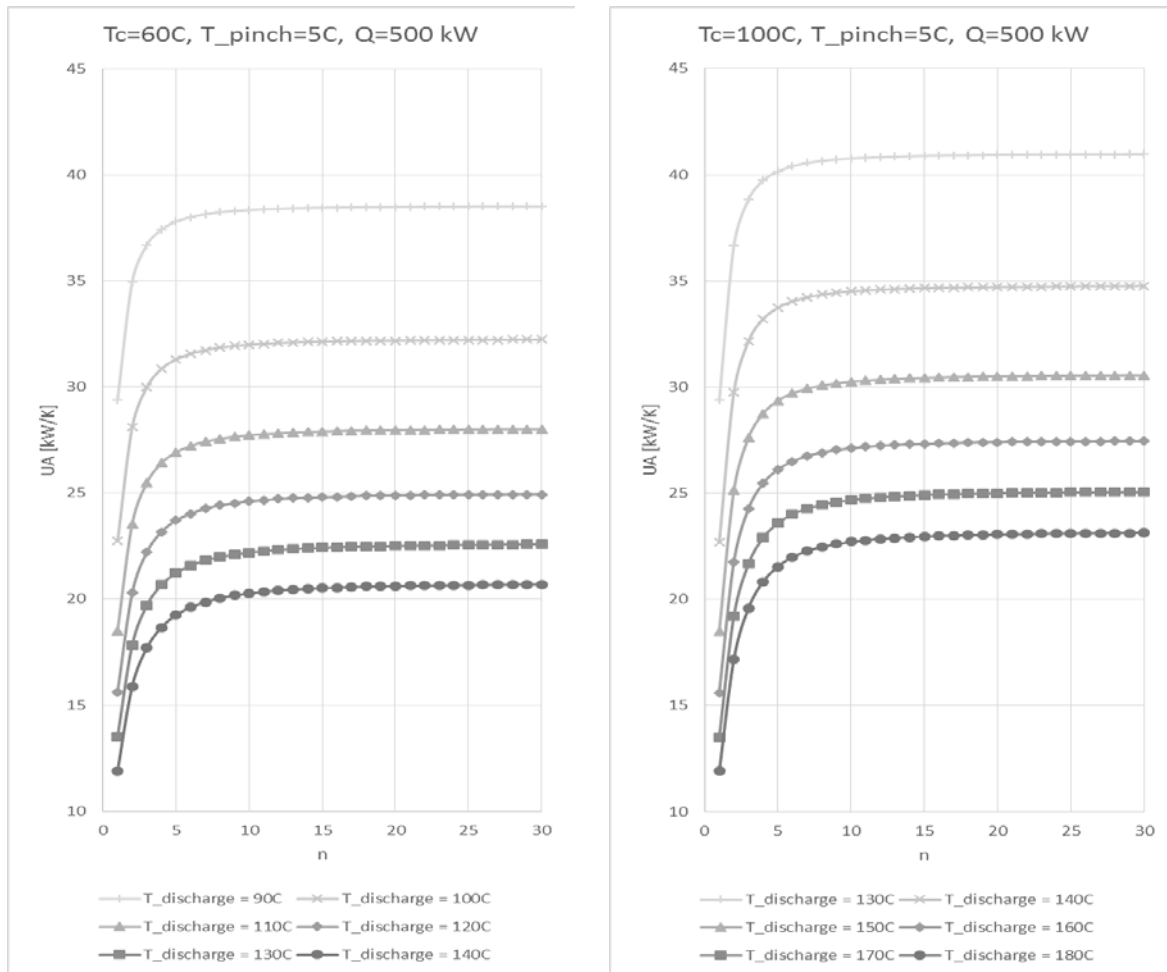 Tc=60C, T_pinch=5C, Q=500 kW
45
40
35
30
25
20
15
10
UA [kW/K]
0 5 10 15 20 25 30
n
T_discharge = 90C T_discharge = 100C
T_discharge = 110C T_discharge = 120C
T_discharge = 130C T_discharge = 140C
Tc=100C, T_pinch=5C, Q=500 kW
45
40
35
30
25
20
15
10
UA [kW/K]
0 5 10 15 20 25 30
n
T_discharge = 130C T_discharge = 140C
T_discharge = 150C T_discharge = 160C
T_discharge = 170C T_discharge = 180C